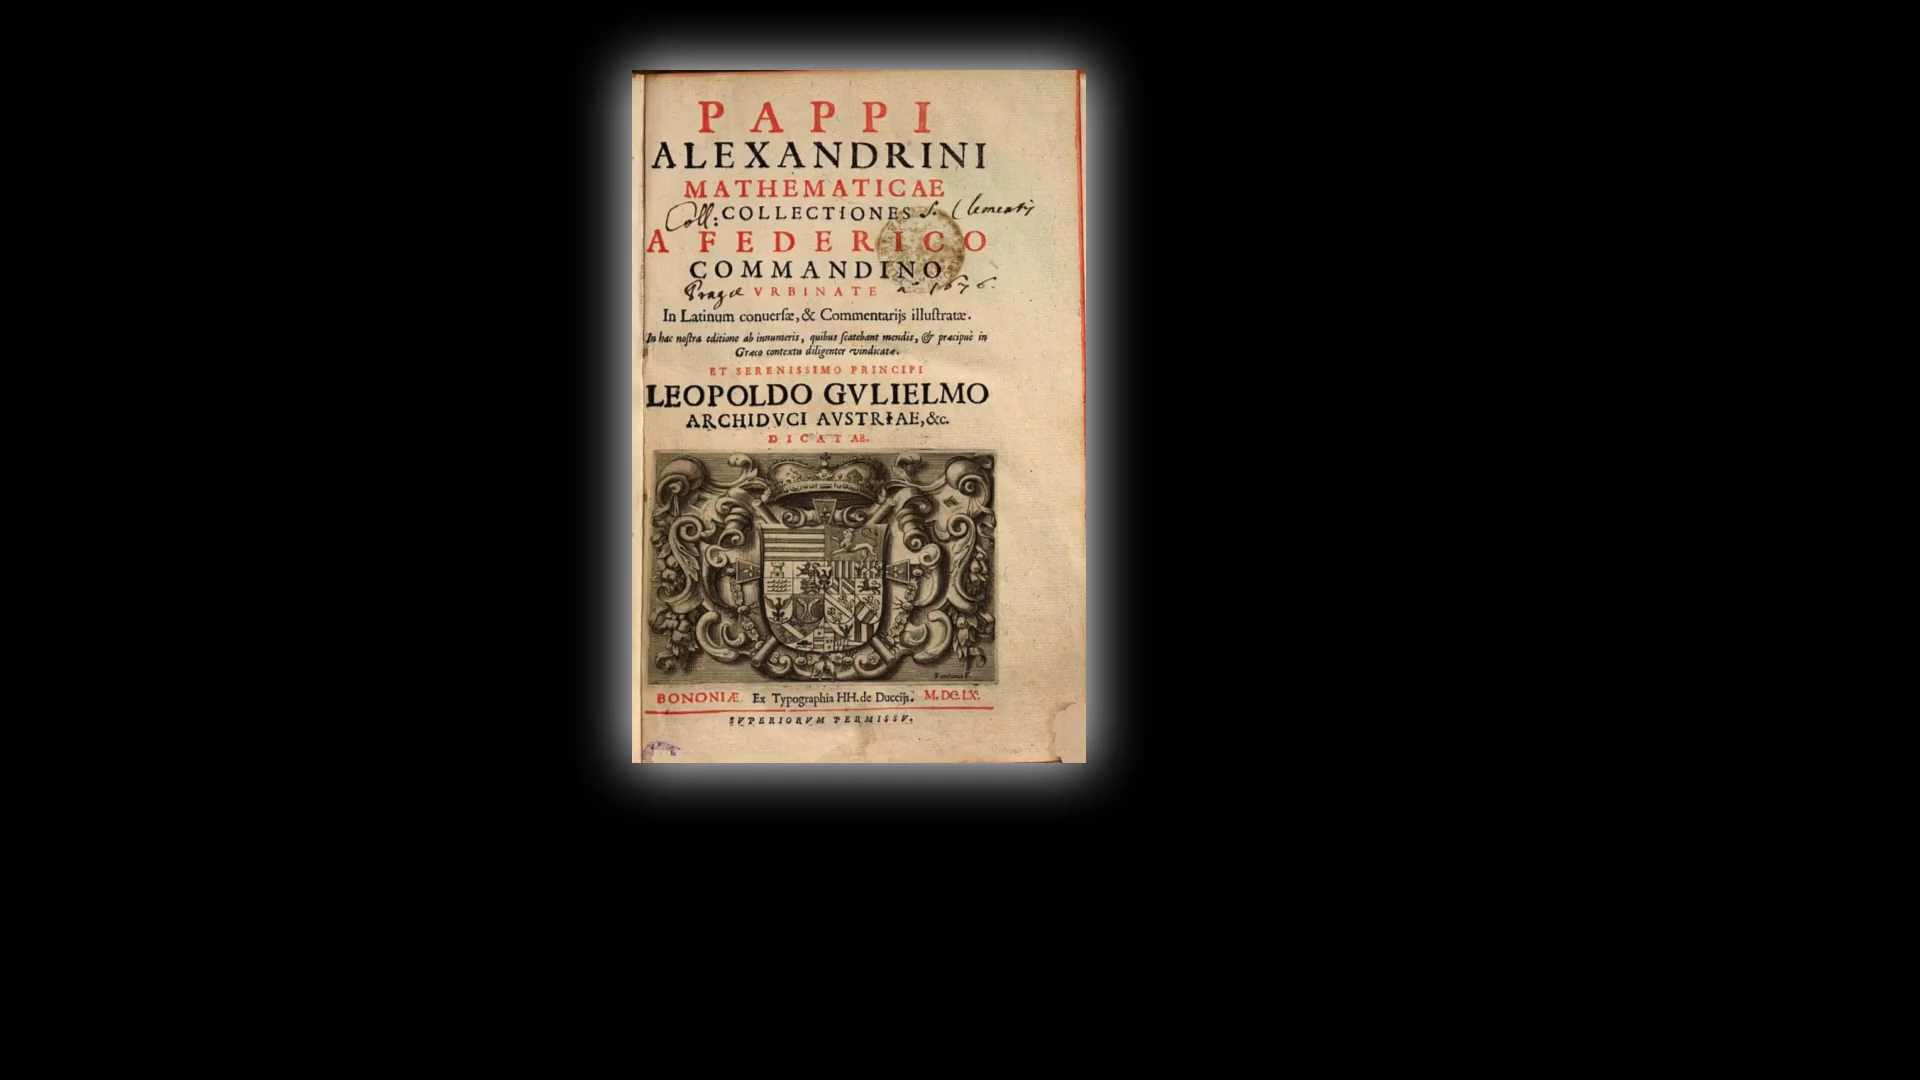 PAPPI
ALEXANDRINI
MATHEMATICAE
Coll: COLLECTIONES S. Clementis
A FEDERICO
COMMANDINO
Pragæ VRBINATE aº 1676.
In Latinum conuerſæ, & Commentarijs illuſtratæ.
In hac noſtra editione ab innumeris, quibus ſcatebant mendis, & præcipuè in
Græco contextu diligenter vindicatæ.
ET SERENISSIMO PRINCIPI
LEOPOLDO GVLIELMO
ARCHIDVCI AVSTRIAE, &c.
DICATAE.
BONONIÆ. Ex Typographia HH. de Duccijs. M.DC.LX.
SVPERIORVM PERMISSV.